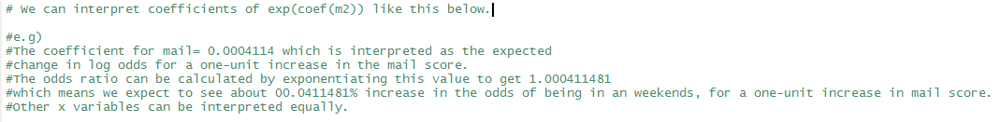 # We can interpret coefficients of exp(coef(m2)) like this below.
#e.g)
#The coefficient for mail= 0.0004114 which is interpreted as the expected
#change in log odds for a one-unit increase in the mail score.
#The odds ratio can be calculated by exponentiating this value to get 1.000411481
#which means we expect to see about 00.0411481% increase in the odds of being in an weekends, for a one-unit increase in mail score.
#Other x variables can be interpreted equally.